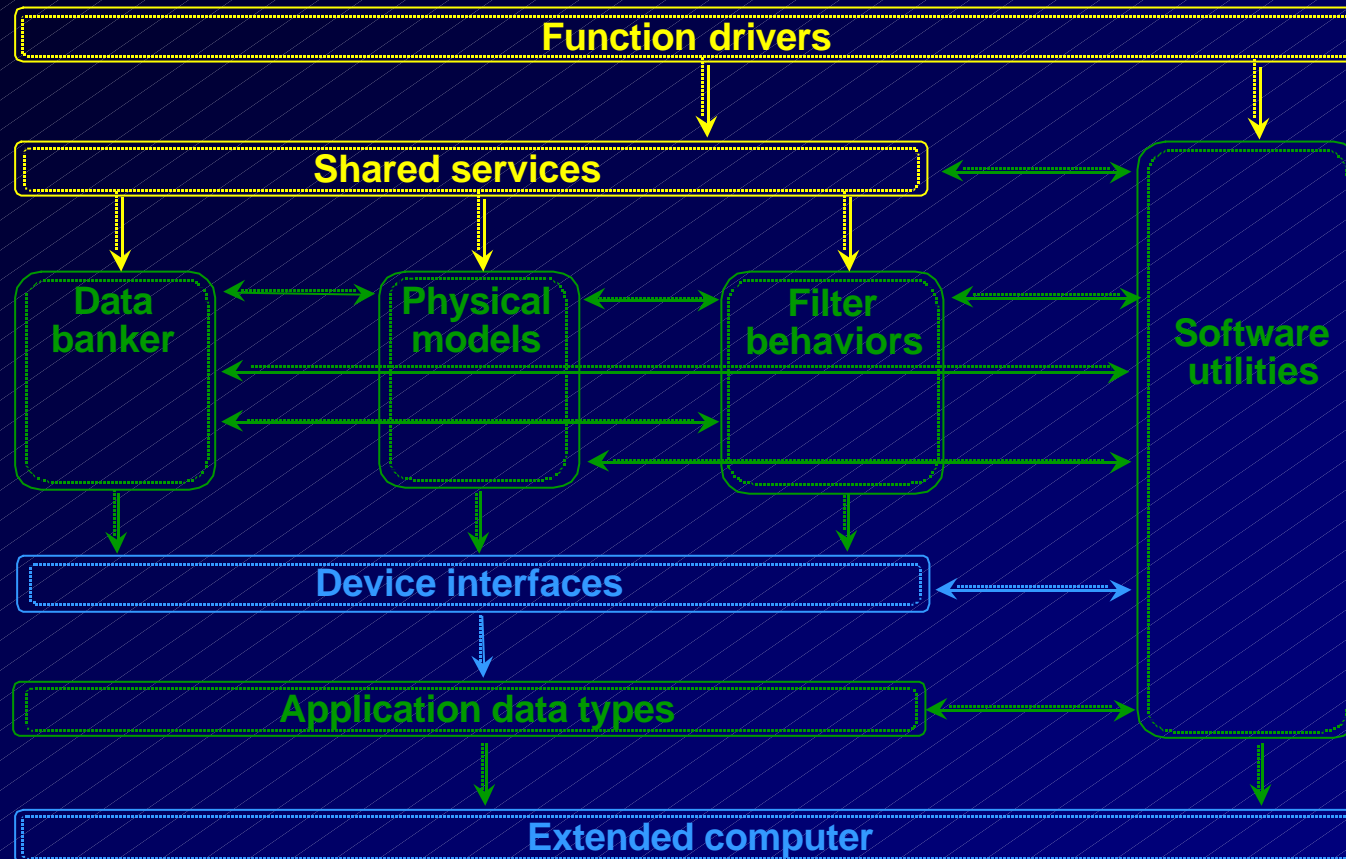 Function drivers
Shared services
Data
banker
Physical
models
Filter
behaviors
Software
utilities
Device interfaces
Application data types
Extended computer